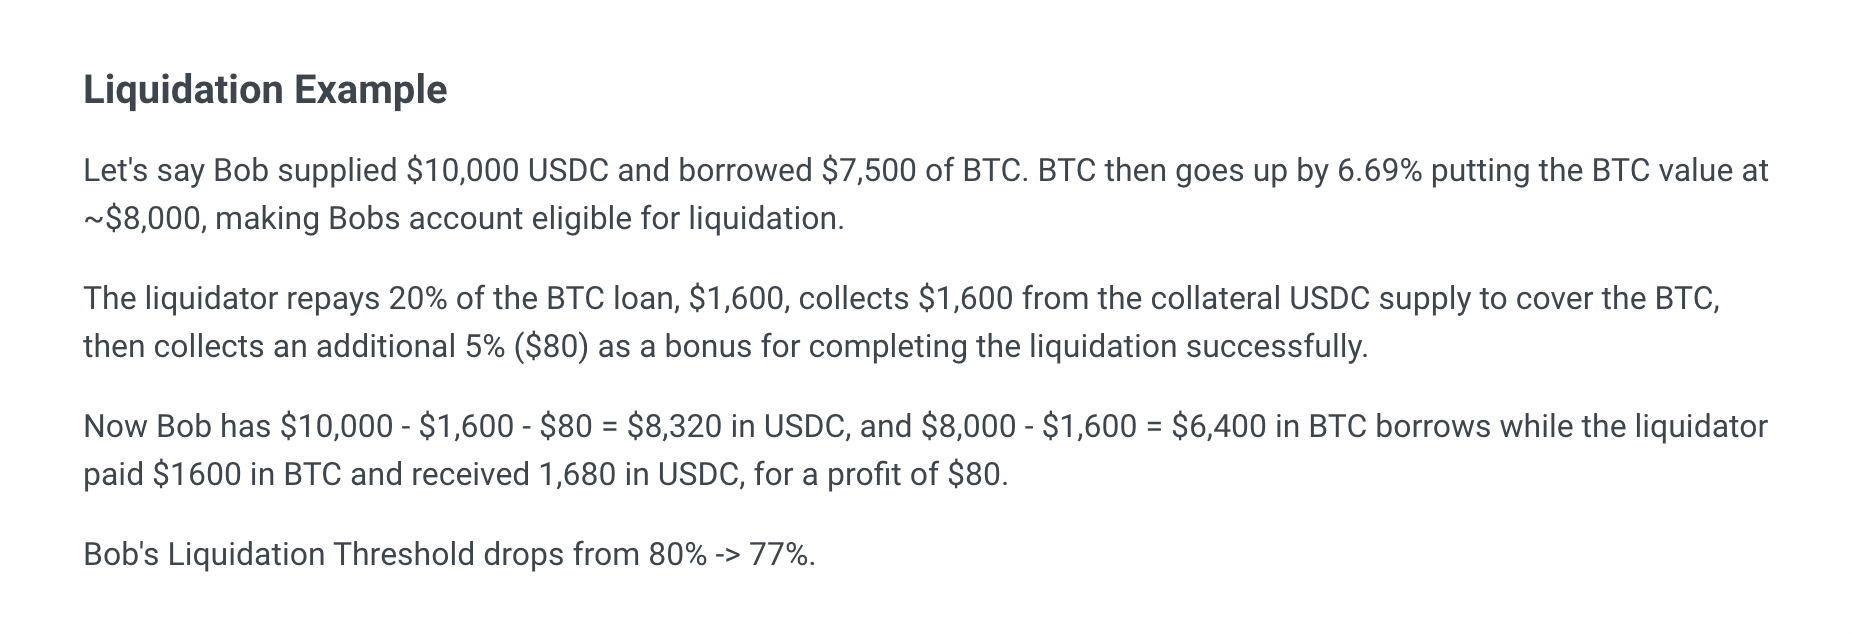 Liquidation Example
Let's say Bob supplied $10,000 USDC and borrowed $7,500 of BTC. BTC then goes up by 6.69% putting the BTC value at
~$8,000, making Bobs account eligible for liquidation.
The liquidator repays 20% of the BTC loan, $1,600, collects $1,600 from the collateral USDC supply to cover the BTC,
then collects an additional 5% ($80) as a bonus for completing the liquidation successfully.
Now Bob has $10,000 - $1,600 - $80 = $8,320 in USDC, and $8,000 - $1,600 = $6,400 in BTC borrows while the liquidator
paid $1600 in BTC and received 1,680 in USDC, for a profit of $80.
Bob's Liquidation Threshold drops from 80% -> 77%.